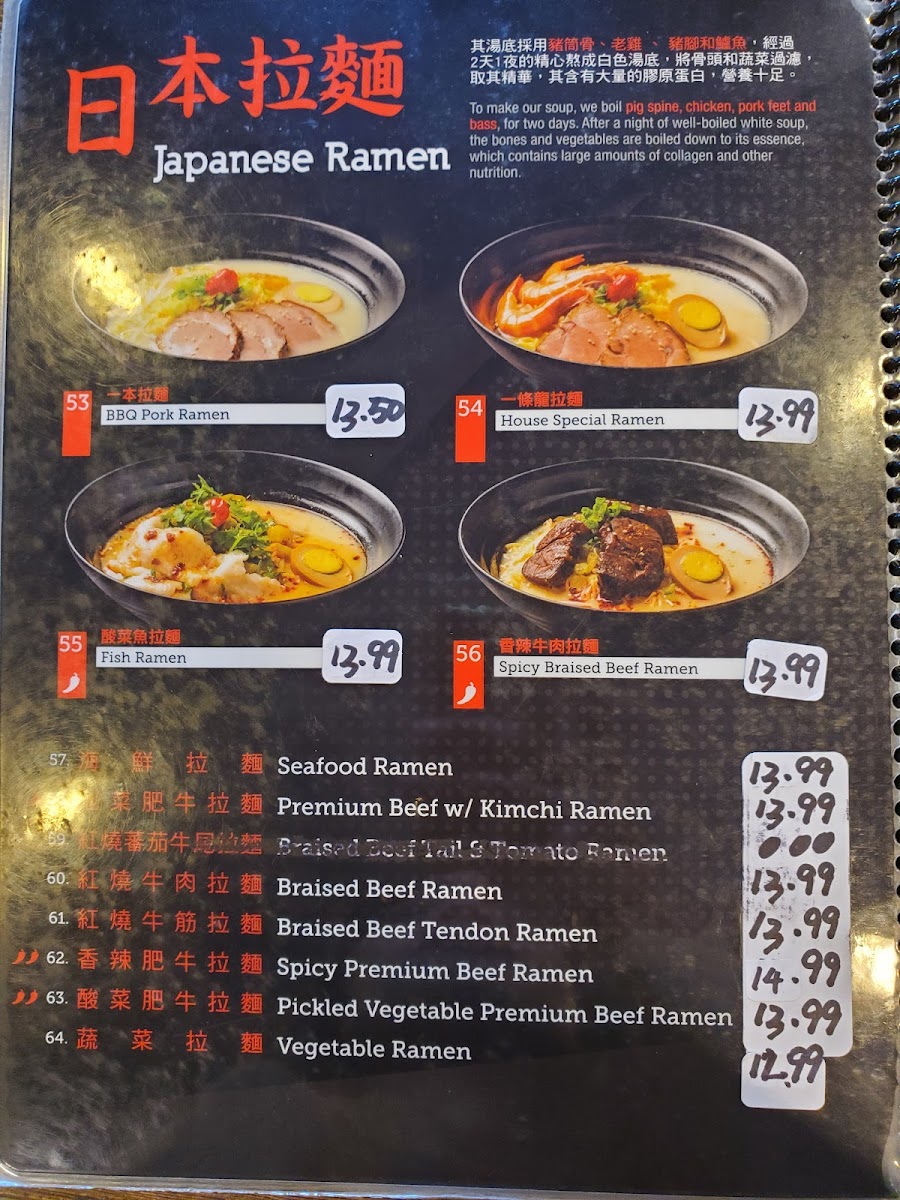 日本拉麵
Japanese Ramen
其湯底採用豬筒骨、老雞 、 豬腳和鱸魚，經過
2天1夜的精心熬成白色湯底，將骨頭和蔬菜過濾，
取其精華，其含有大量的膠原蛋白，營養十足。
To make our soup, we boil pig spine, chicken, pork feet and
bass, for two days. After a night of well-boiled white soup,
the bones and vegetables are boiled down to its essence,
which contains large amounts of collagen and other
nutrition.
53 一本拉麵
BBQ Pork Ramen 13.50
54 一條龍拉麵
House Special Ramen 13.99
55 酸菜魚拉麵
Fish Ramen 13.99
56 香辣牛肉拉麵
Spicy Braised Beef Ramen 13.99
57. 海鮮拉麵 Seafood Ramen 13.99
菜肥牛拉麵 Premium Beef w/ Kimchi Ramen 13.99
59. 紅燒蕃茄牛尾拉麵 Braised Beef Tail & Tomato Ramen 0.00
60. 紅燒牛肉拉麵 Braised Beef Ramen 13.99
61. 紅燒牛筋拉麵 Braised Beef Tendon Ramen 13.99
62. 香辣肥牛拉麵 Spicy Premium Beef Ramen 14.99
63. 酸菜肥牛拉麵 Pickled Vegetable Premium Beef Ramen 13.99
64. 蔬菜拉麵 Vegetable Ramen 12.99